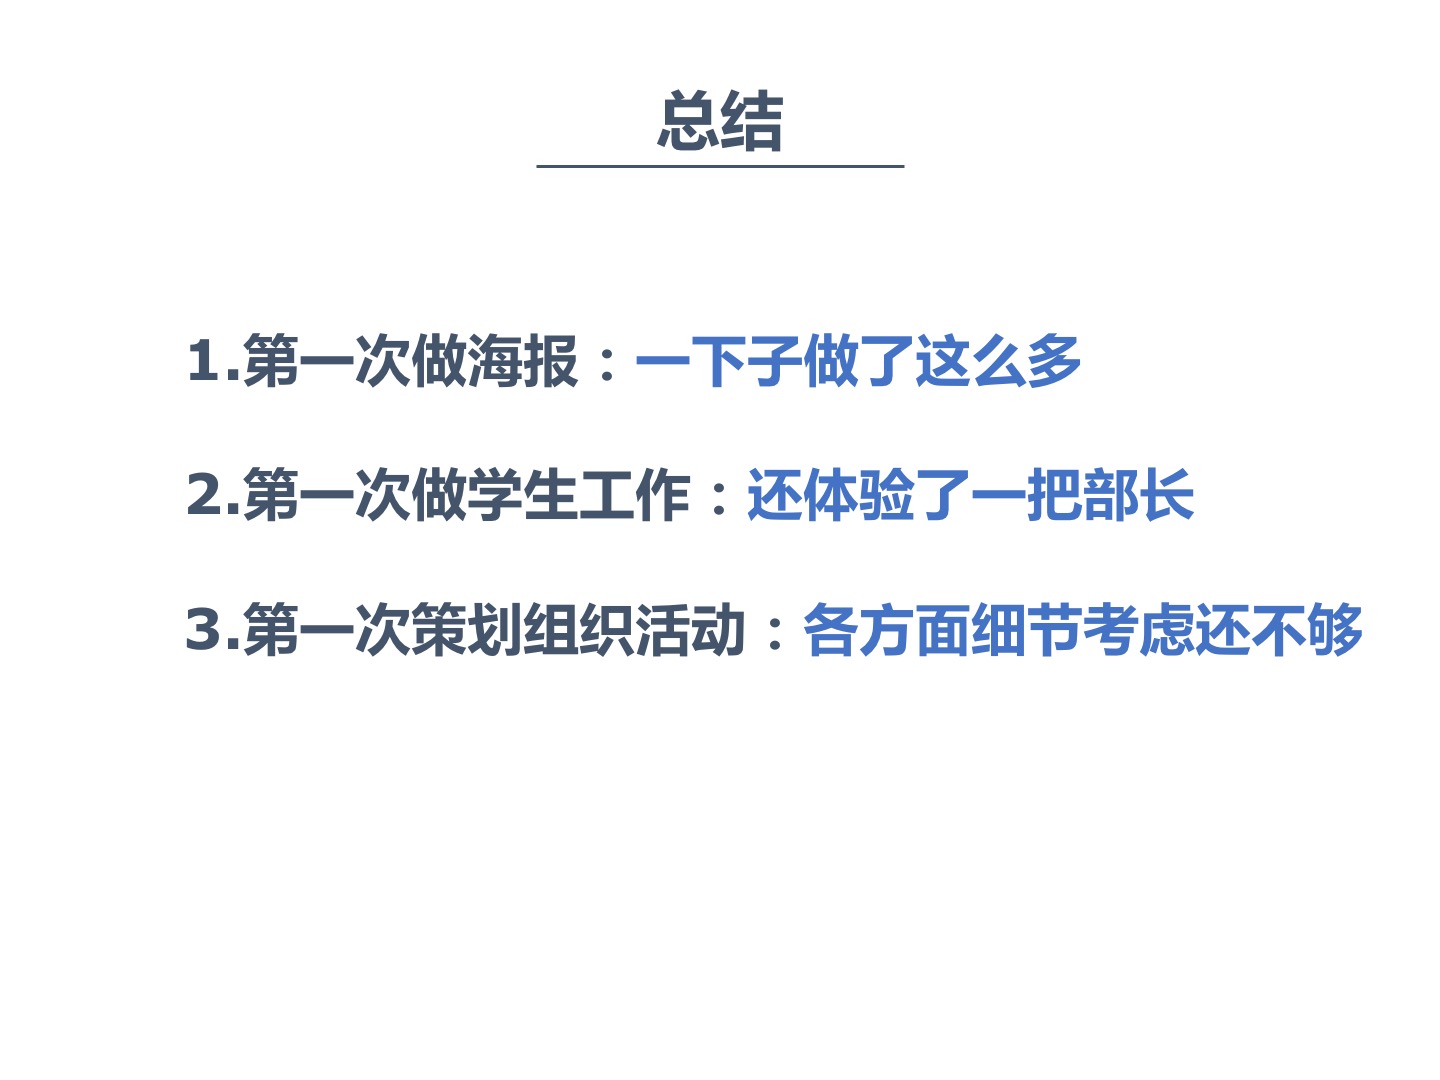 总结
1.第一次做海报：一下子做了这么多
2.第一次做学生工作：还体验了一把部长
3.第一次策划组织活动：各方面细节考虑还不够